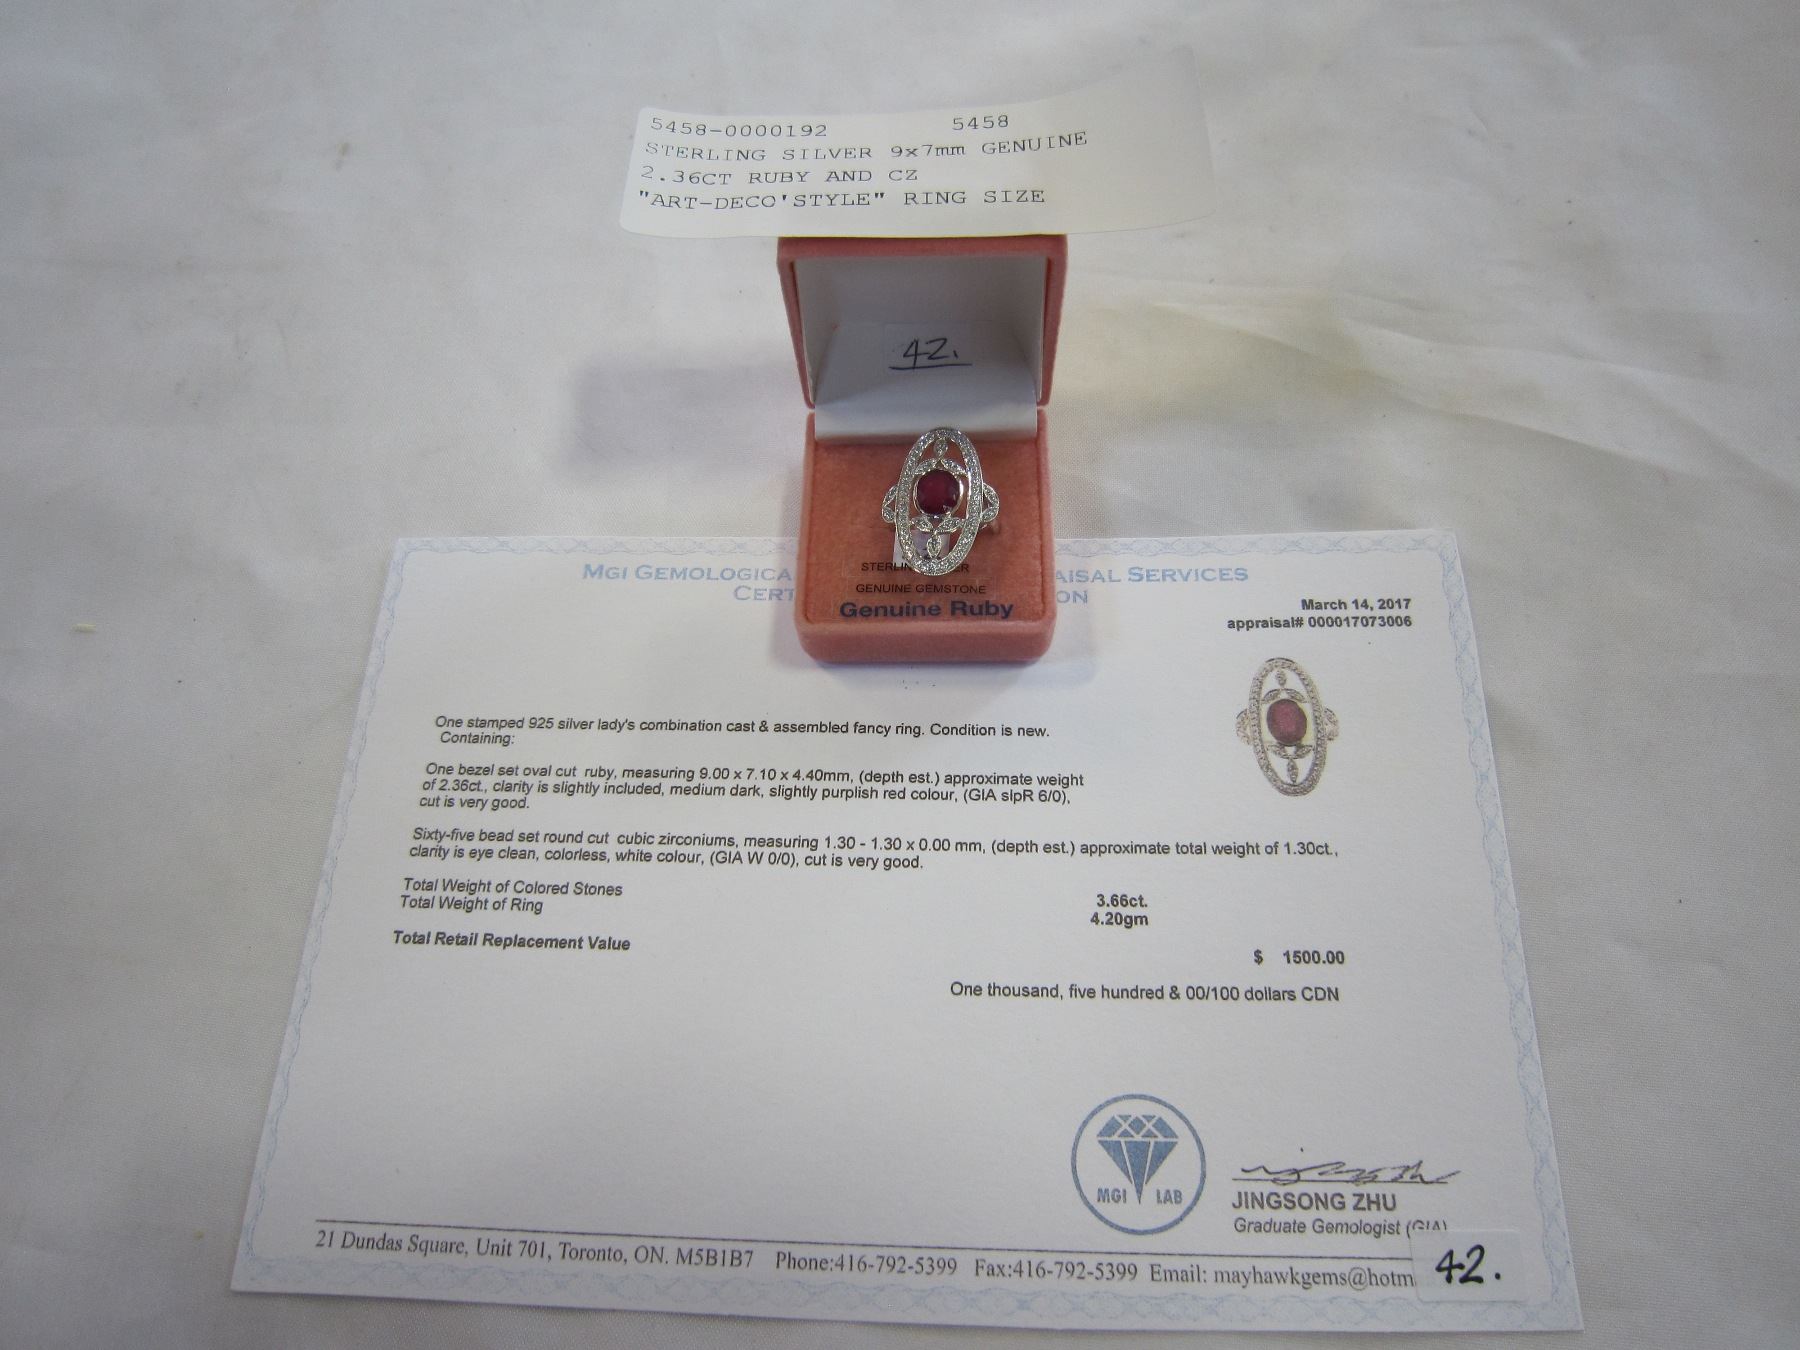 5458-0000192 5458
STERLING SILVER 9x7mm GENUINE
2.36CT RUBY AND CZ
"ART-DECO'STYLE" RING SIZE
42.
GENUINE GEMSTONE
Genuine Ruby
MGI GEMOLOGICA AISAL SERVICES
CERT ON
March 14, 2017
appraisal# 000017073006
One stamped 925 silver lady's combination cast & assembled fancy ring. Condition is new.
Containing:
One bezel set oval cut ruby, measuring 9.00 x 7.10 x 4.40mm, (depth est.) approximate weight
of 2.36ct., clarity is slightly included, medium dark, slightly purplish red colour, (GIA slpR 6/0),
cut is very good.
Sixty-five bead set round cut cubic zirconiums, measuring 1.30 - 1.30 x 0.00 mm, (depth est.) approximate total weight of 1.30ct.,
clarity is eye clean, colorless, white colour, (GIA W 0/0), cut is very good.
Total Weight of Colored Stones 3.66ct.
Total Weight of Ring 4.20gm
Total Retail Replacement Value $ 1500.00
One thousand, five hundred & 00/100 dollars CDN
MGI LAB
JINGSONG ZHU
Graduate Gemologist (GIA)
21 Dundas Square, Unit 701, Toronto, ON. M5B1B7 Phone:416-792-5399 Fax:416-792-5399 Email: mayhawkgems@hotm
42.